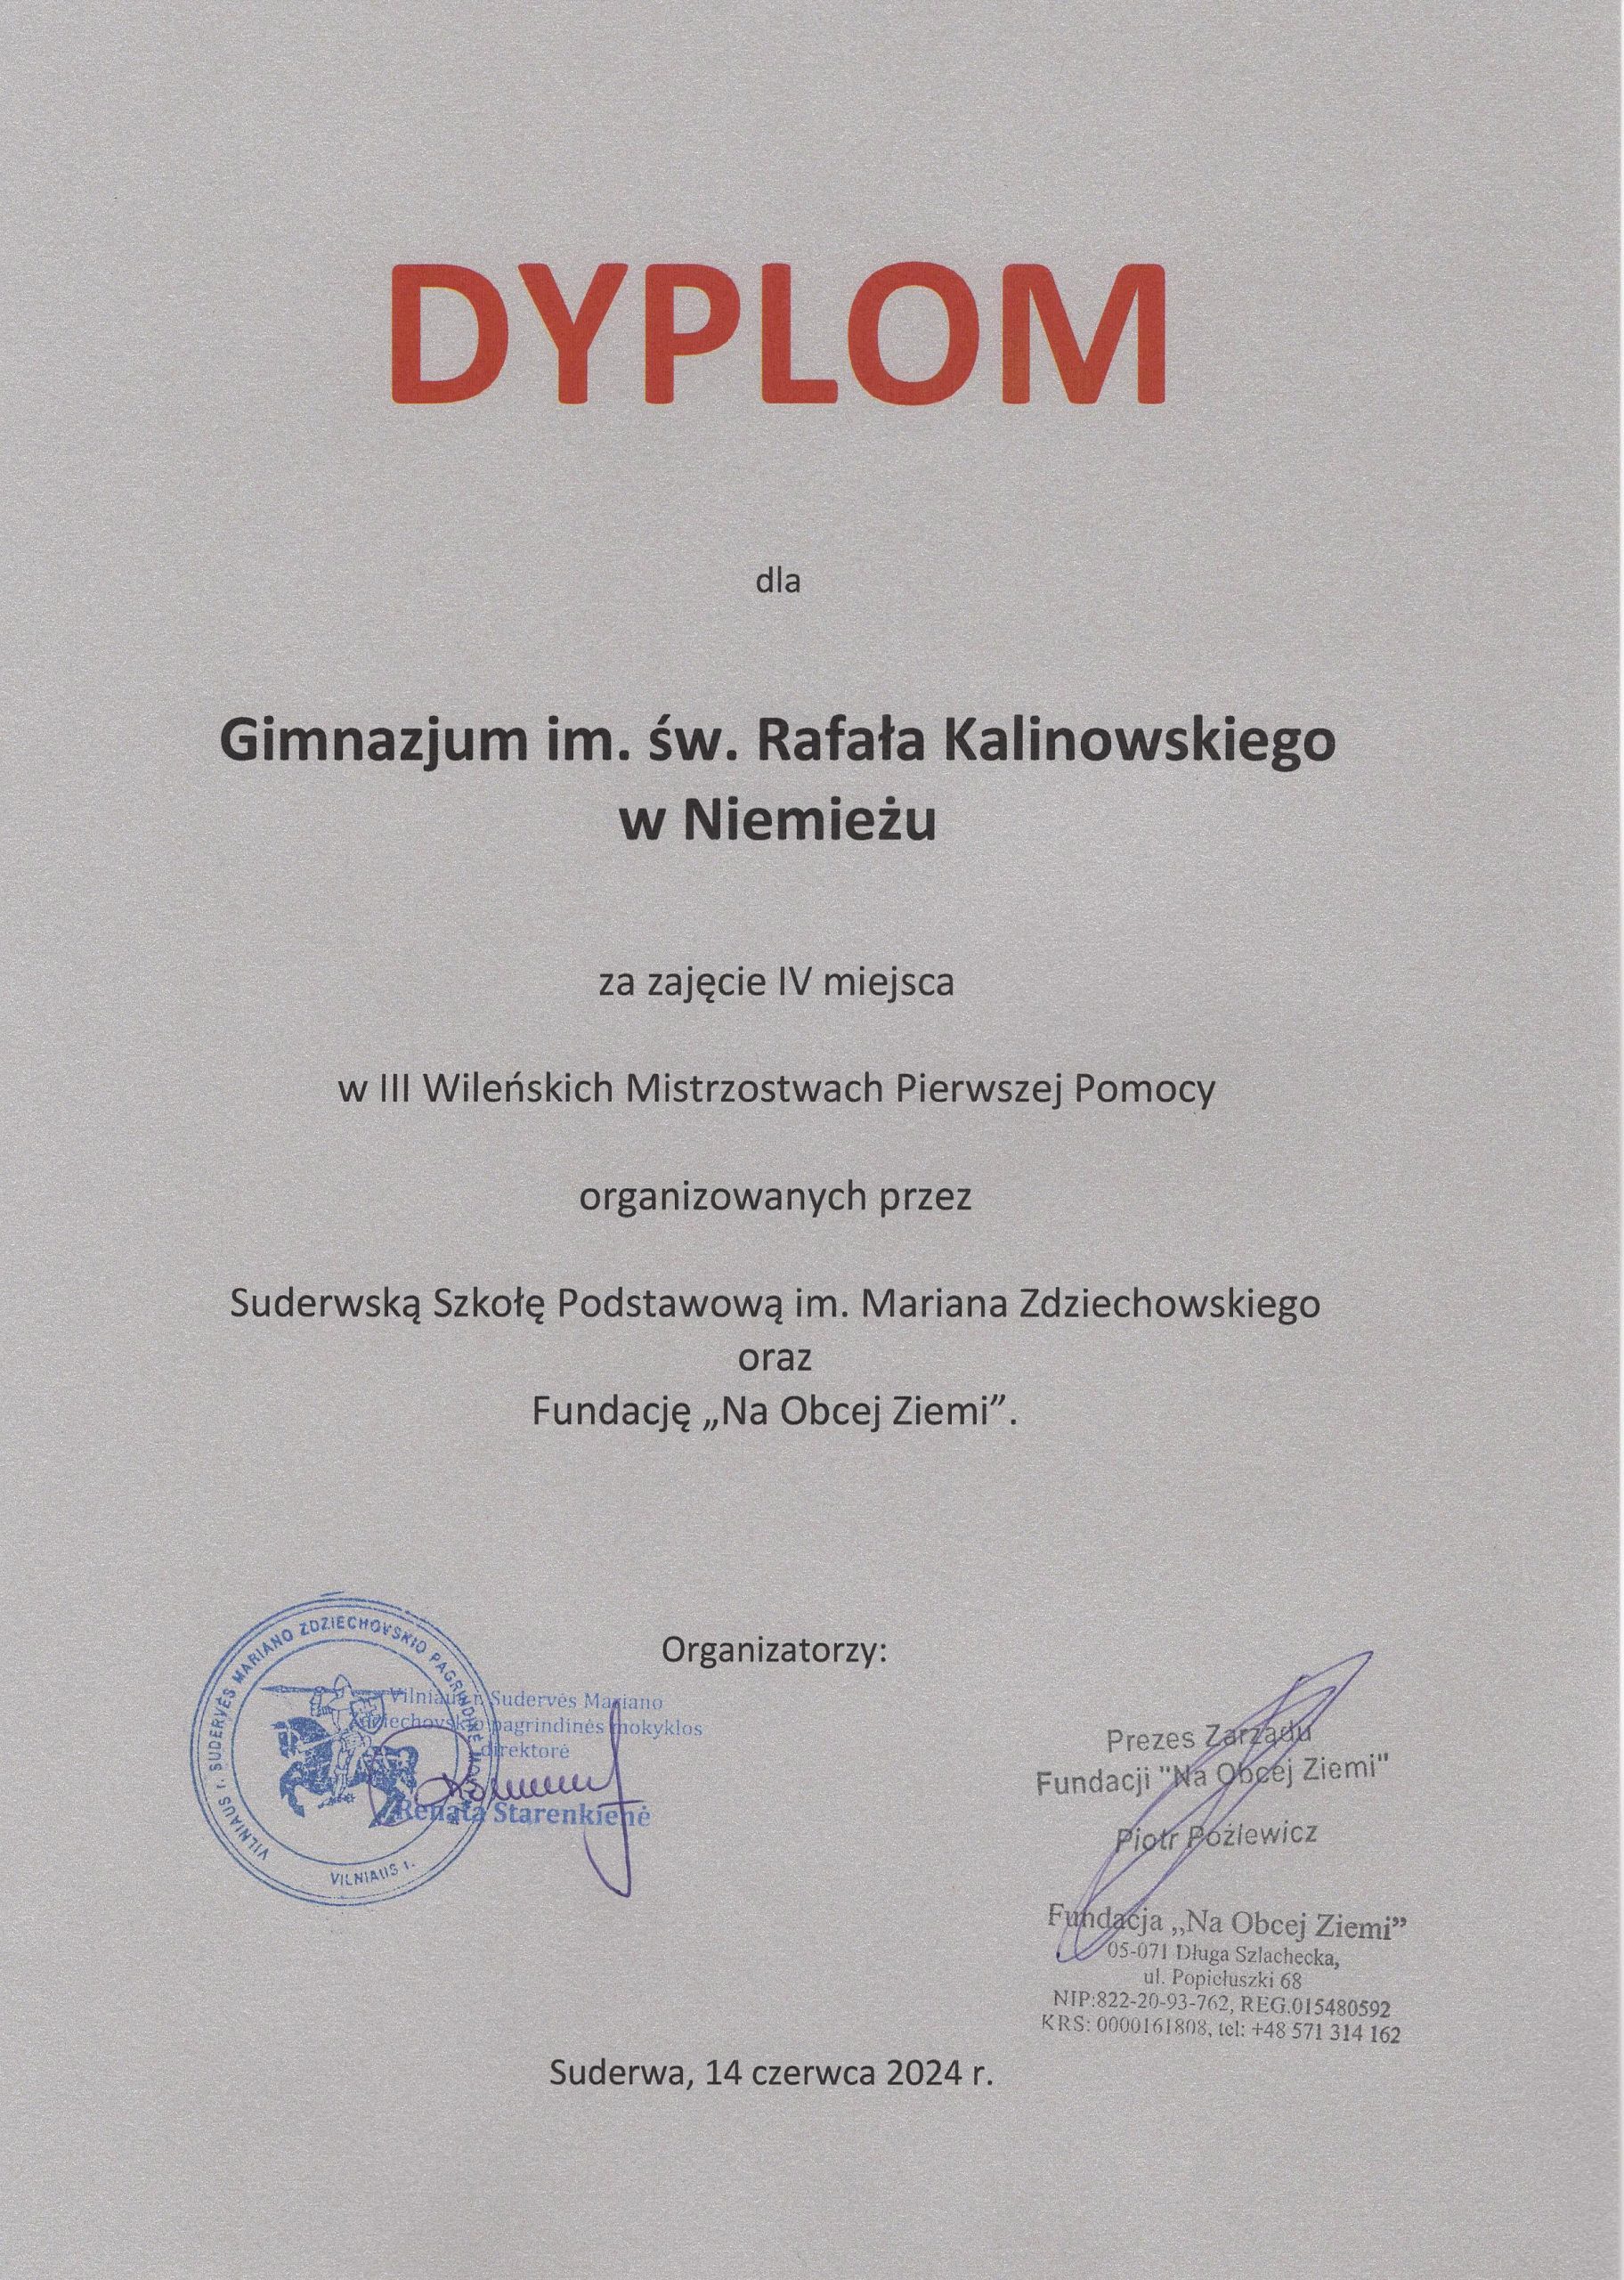 DYPLOM
dla
Gimnazjum im. św. Rafała Kalinowskiego
w Niemieżu
za zajęcie IV miejsca
w III Wileńskich Mistrzostwach Pierwszej Pomocy
organizowanych przez
Suderwską Szkołę Podstawową im. Mariana Zdziechowskiego
oraz
Fundację „Na Obcej Ziemi”.
Organizatorzy:
VILNIAUS r. SUDERVĖS MARIANO ZDZIECHOVSKIO PAGRINDINĖ
VILNIAUS r.
Vilniaus r. Sudervės Mariano
Zdziechovskio pagrindinės mokyklos
direktorė
Renata Starenkienė
Prezes Zarządu
Fundacji "Na Obcej Ziemi"
Piotr Poźlewicz
Fundacja „Na Obcej Ziemi”
05-071 Długa Szlachecka,
ul. Popiełuszki 68
NIP:822-20-93-762, REG.015480592
KRS: 0000161808, tel: +48 571 314 162
Suderwa, 14 czerwca 2024 r.